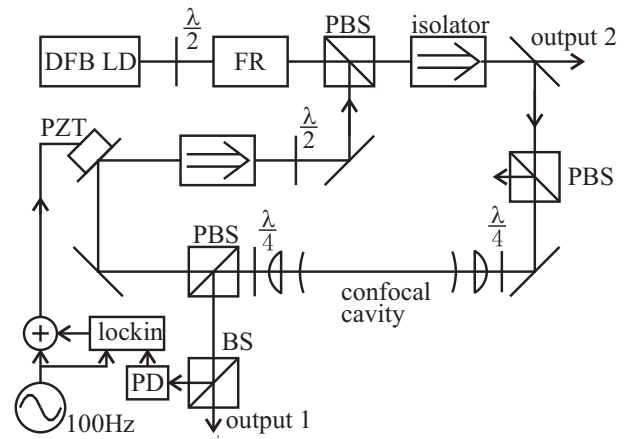 λ/2
PBS
isolator
output 2
DFB LD
FR
PZT
λ/2
PBS
PBS
λ/4
λ/4
confocal
cavity
+
lockin
BS
PD
100Hz
output 1